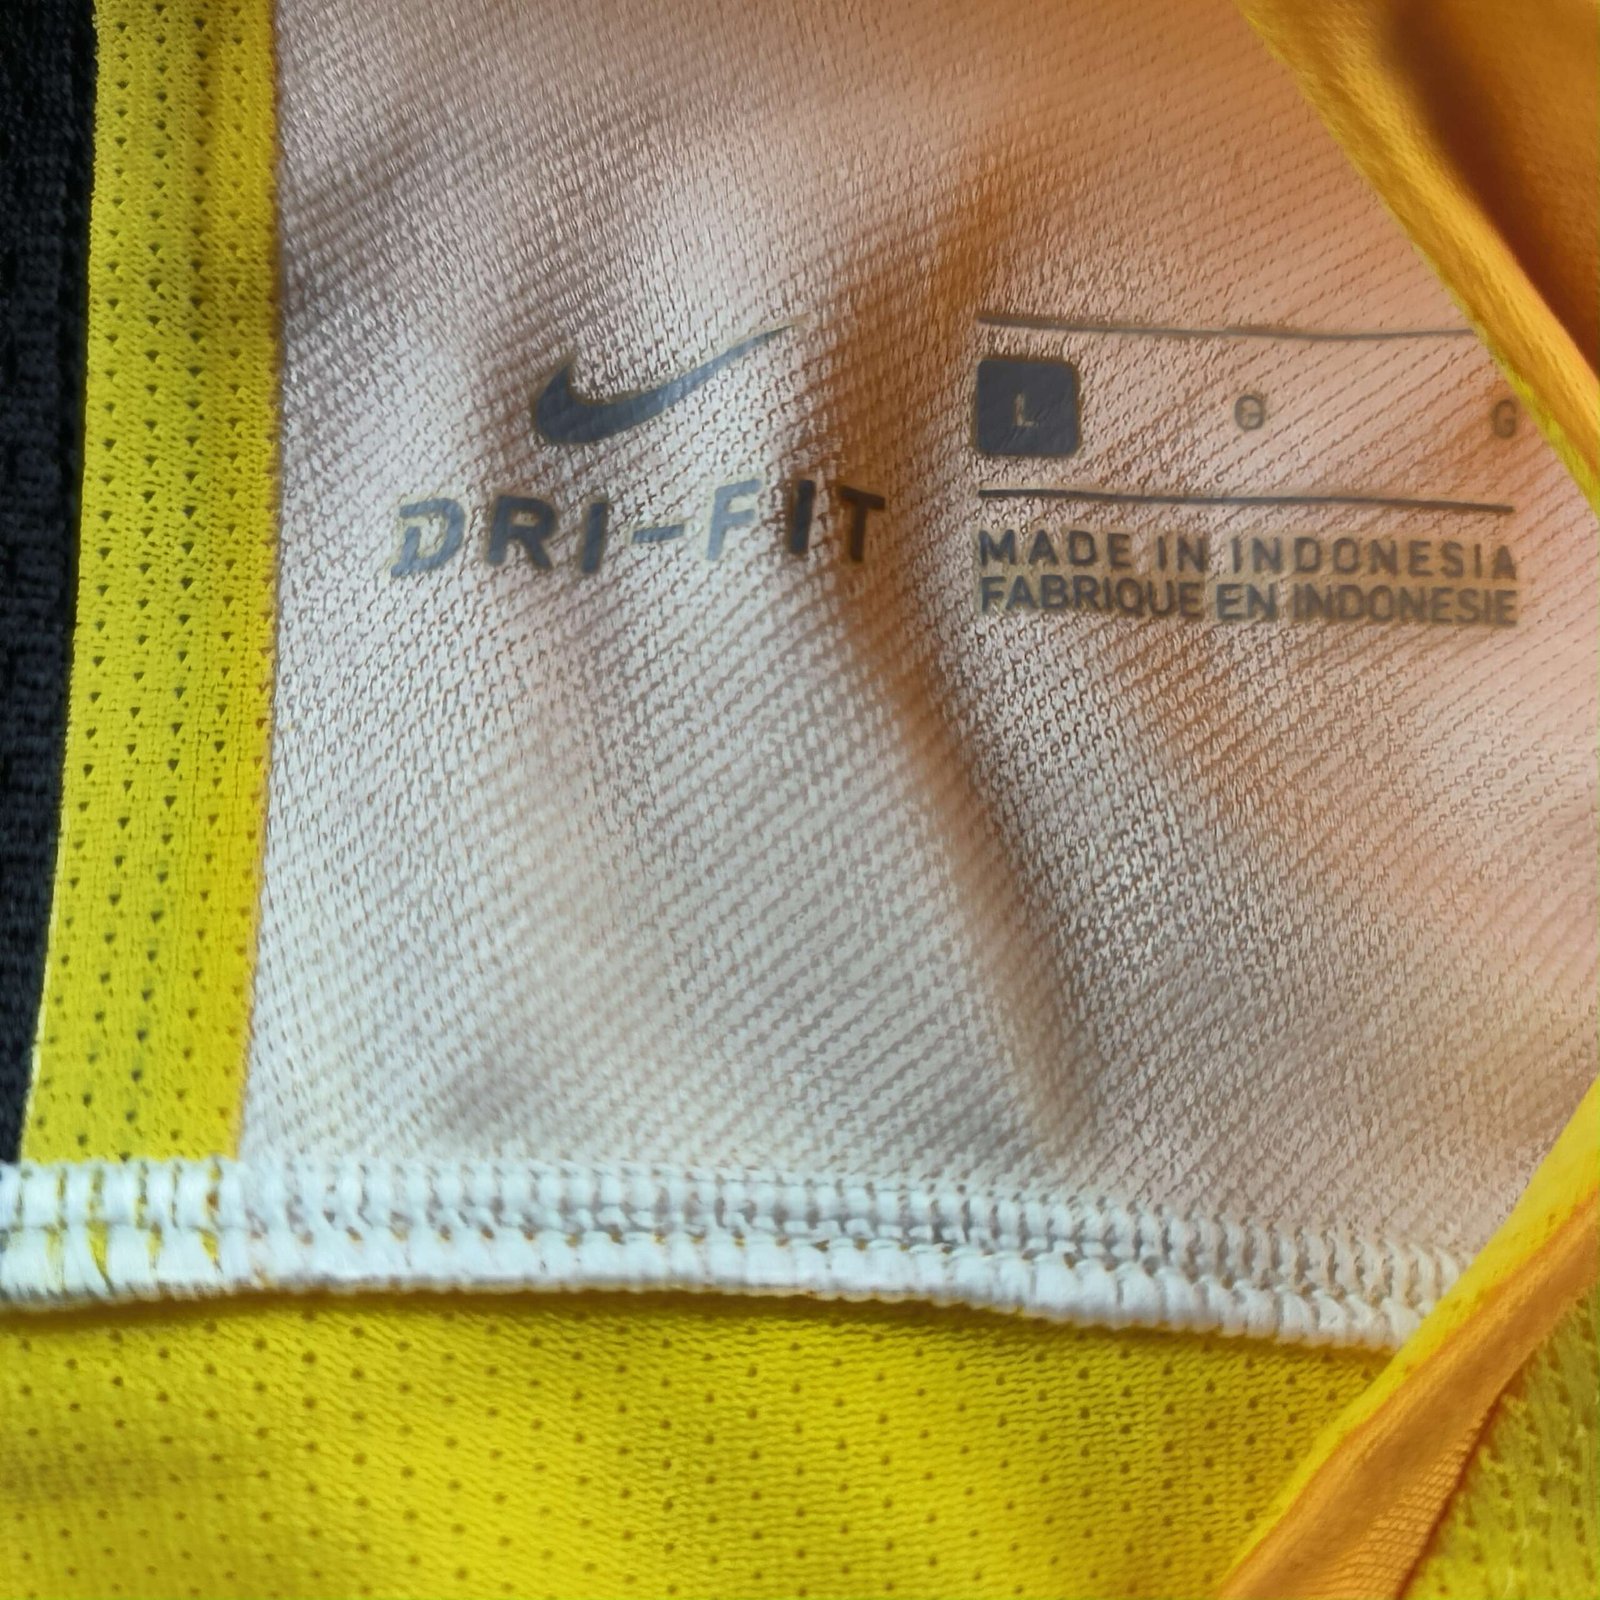 DRI-FIT
L G G
MADE IN INDONESIA
FABRIQUE EN INDONESIE